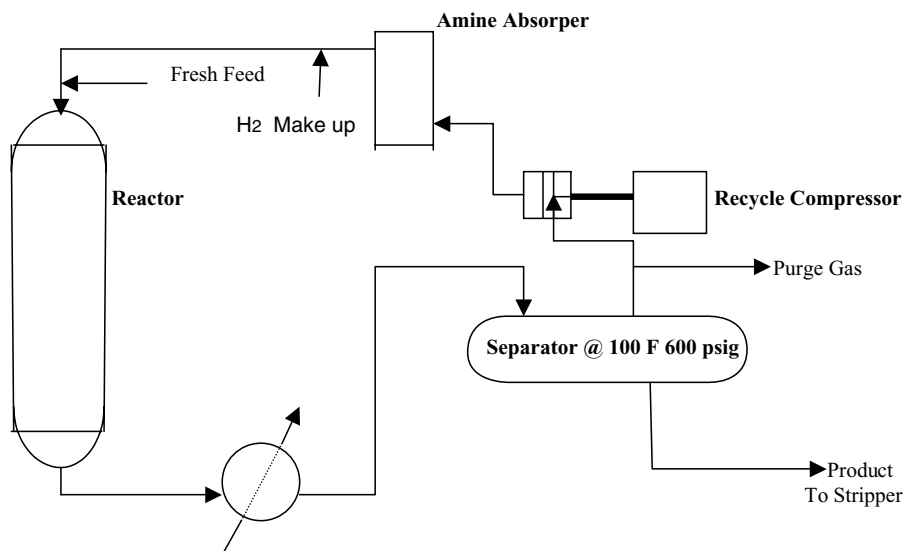 Amine Absorper
Fresh Feed
H2 Make up
Reactor
Recycle Compressor
Purge Gas
Separator @ 100 F 600 psig
Product
To Stripper